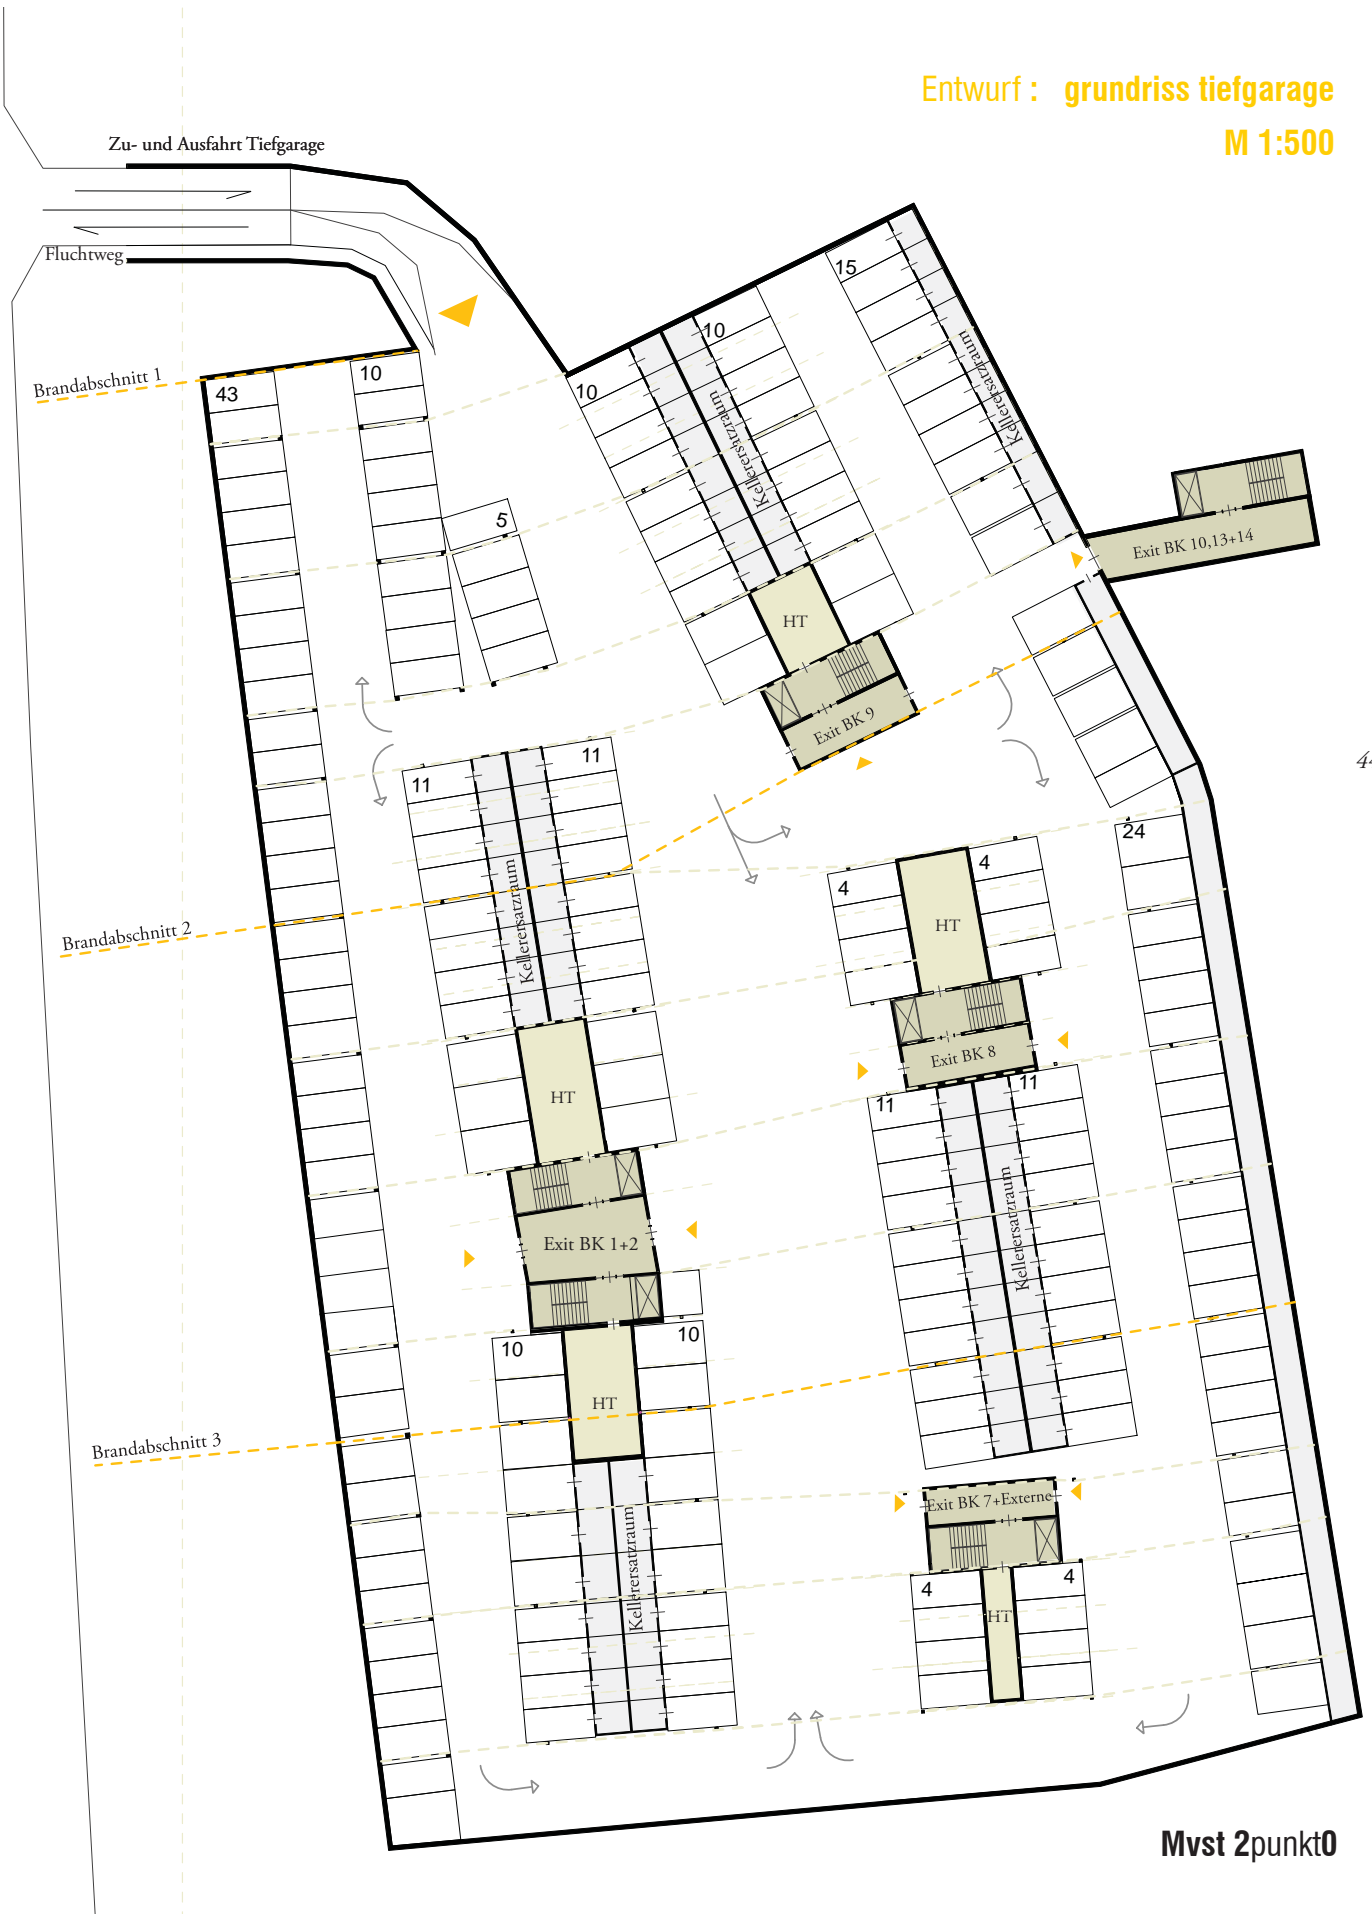 Entwurf : grundriss tiefgarage
M 1:500
Zu- und Ausfahrt Tiefgarage
Fluchtweg
Brandabschnitt 1
43
10
5
10
10
15
Kellerersatzraum
Kellerersatzraum
HT
Exit BK 9
Exit BK 10,13+14
11
11
Kellerersatzraum
Brandabschnitt 2
4
4
HT
24
Exit BK 8
HT
11
11
Kellerersatzraum
Exit BK 1+2
10
10
HT
Brandabschnitt 3
Kellerersatzraum
Exit BK 7+Externe
4
4
HT
Mvst 2punkt0